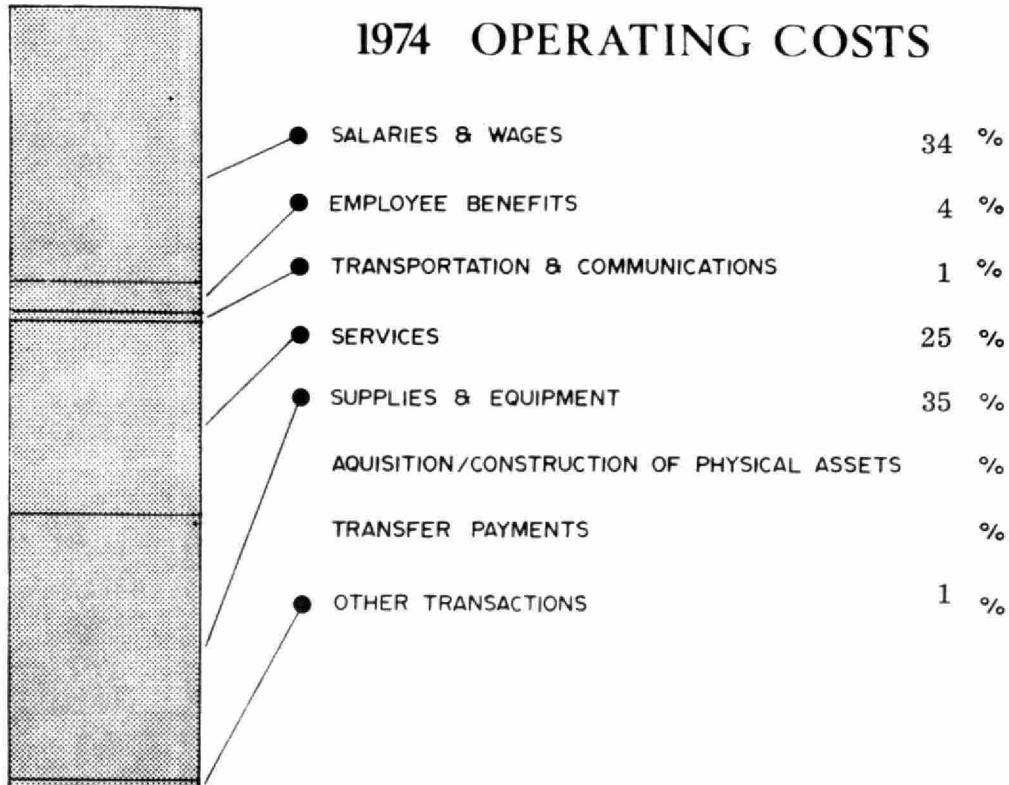 1974 OPERATING COSTS
SALARIES & WAGES 34 %
EMPLOYEE BENEFITS 4 %
TRANSPORTATION & COMMUNICATIONS 1 %
SERVICES 25 %
SUPPLIES & EQUIPMENT 35 %
AQUISITION/CONSTRUCTION OF PHYSICAL ASSETS %
TRANSFER PAYMENTS %
OTHER TRANSACTIONS 1 %